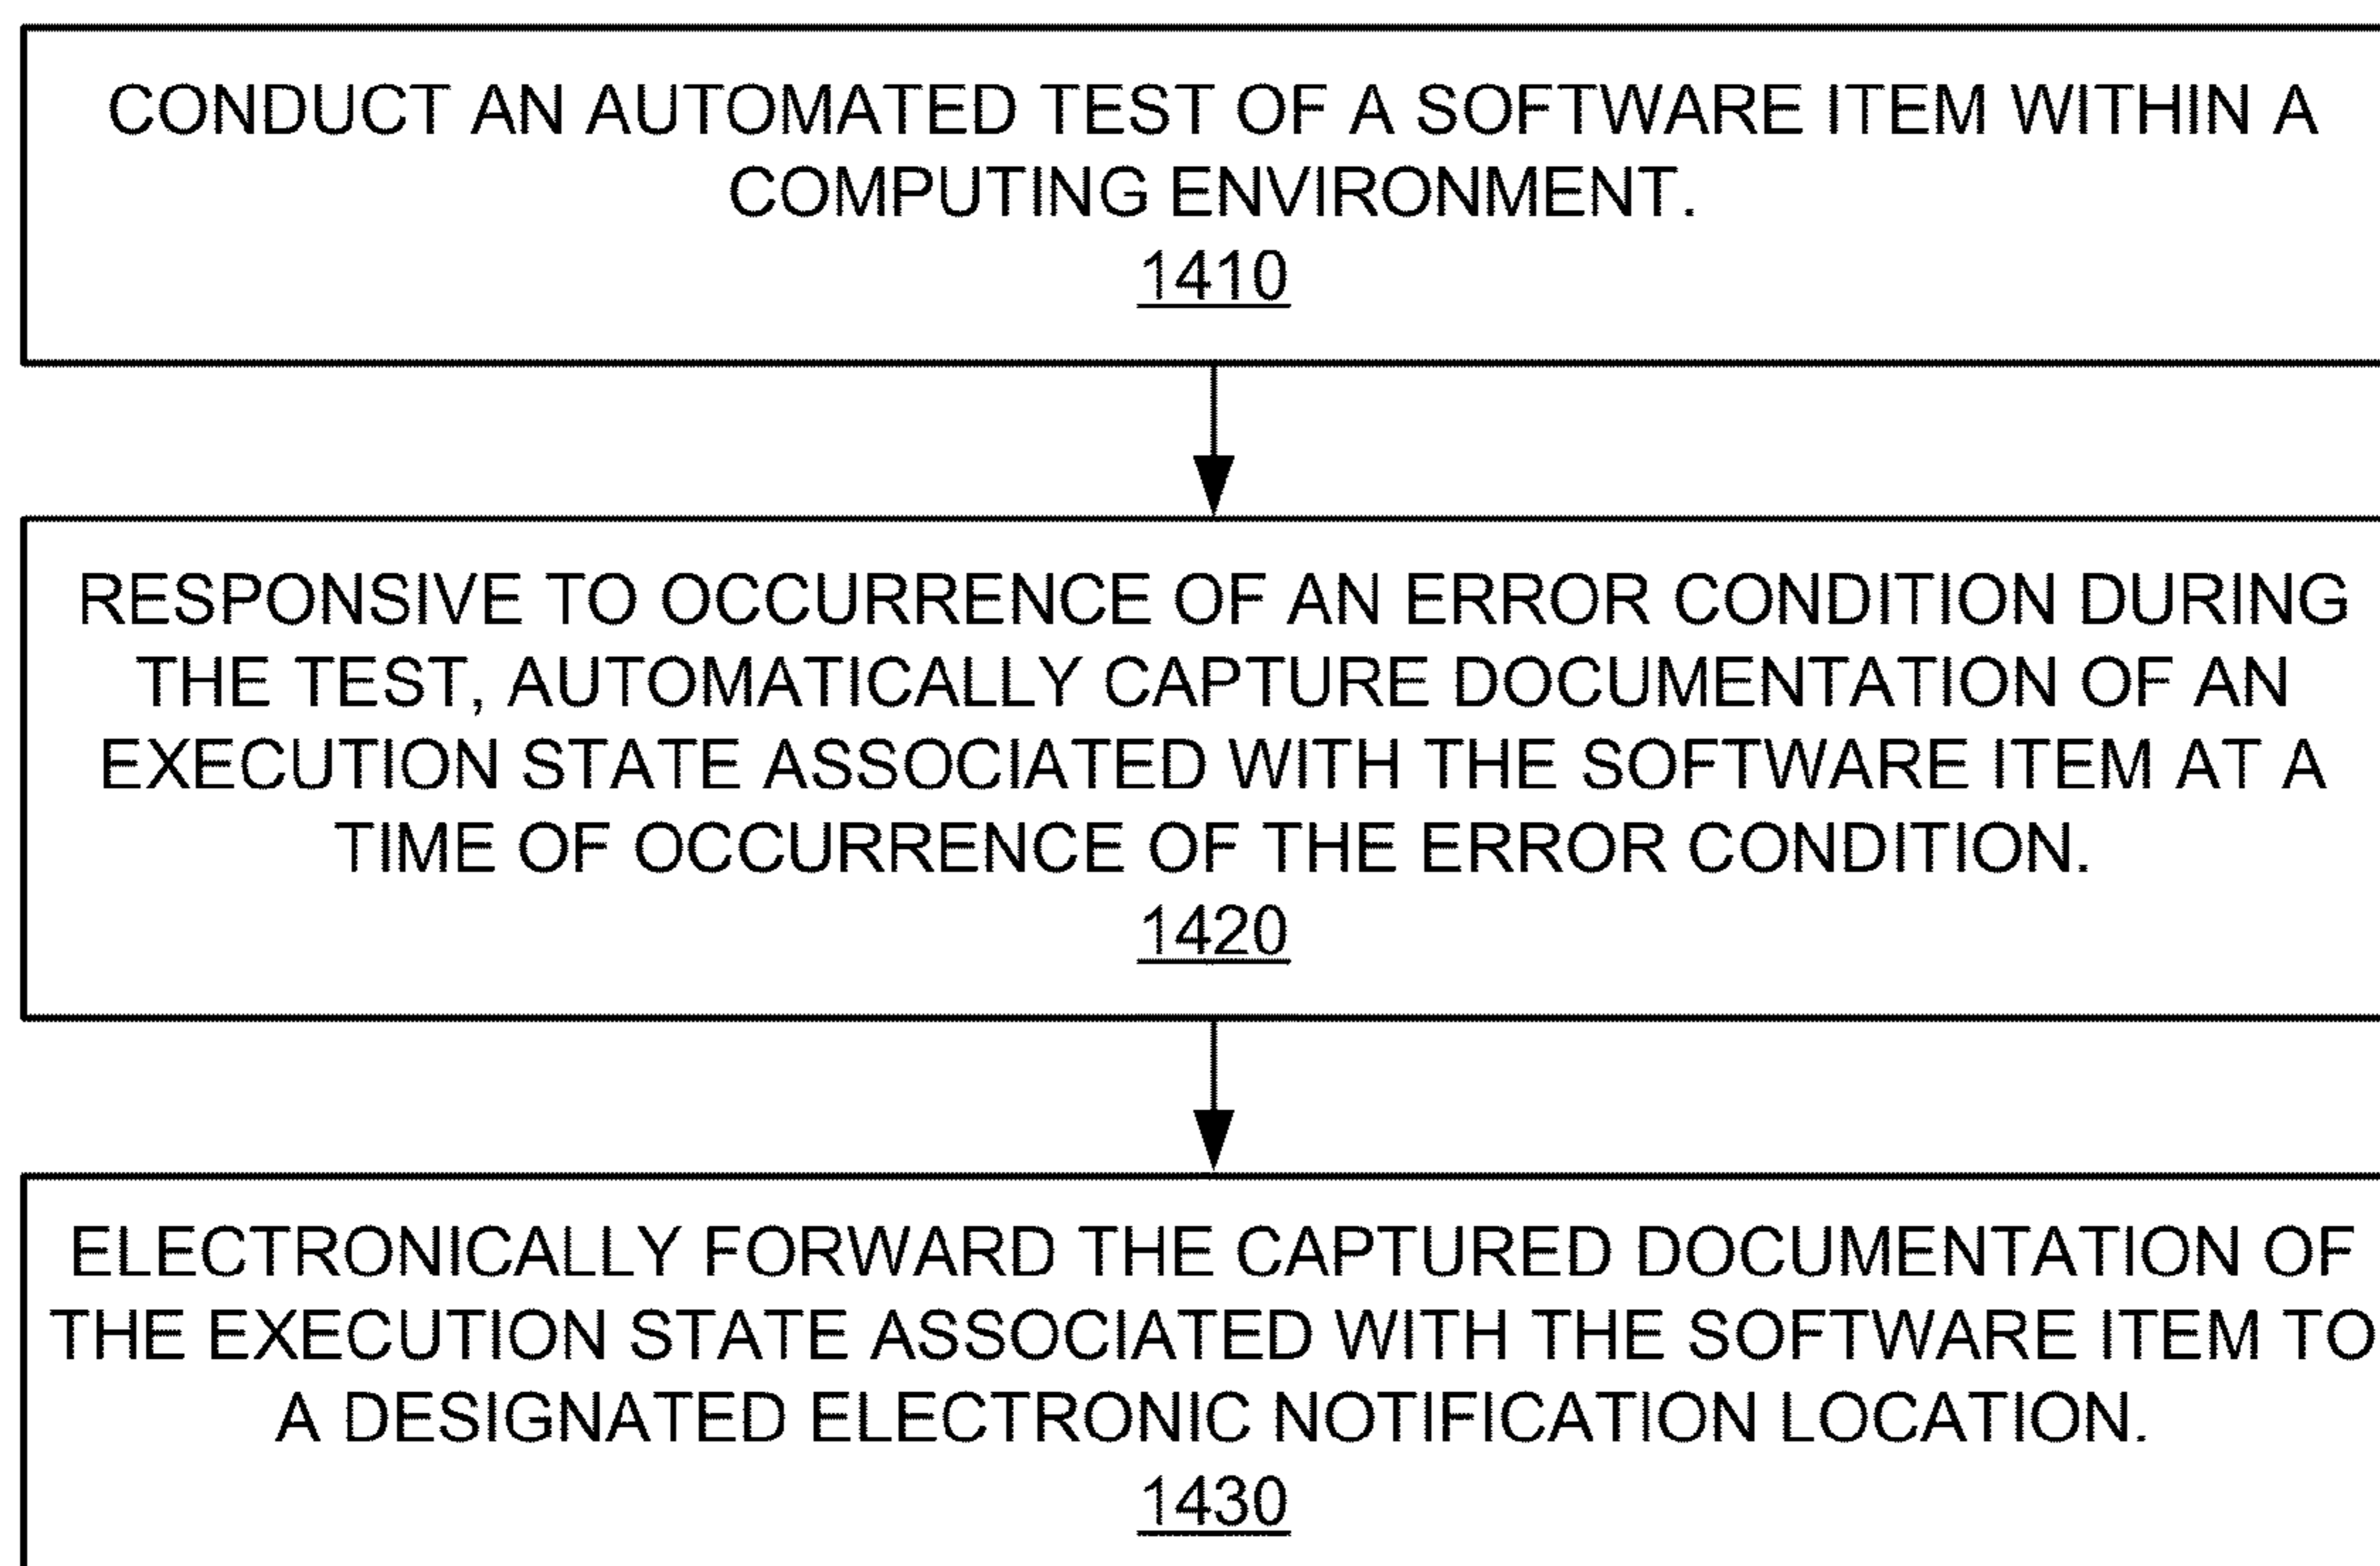 CONDUCT AN AUTOMATED TEST OF A SOFTWARE ITEM WITHIN A
COMPUTING ENVIRONMENT.
1410
RESPONSIVE TO OCCURRENCE OF AN ERROR CONDITION DURING
THE TEST, AUTOMATICALLY CAPTURE DOCUMENTATION OF AN
EXECUTION STATE ASSOCIATED WITH THE SOFTWARE ITEM AT A
TIME OF OCCURRENCE OF THE ERROR CONDITION.
1420
ELECTRONICALLY FORWARD THE CAPTURED DOCUMENTATION OF
THE EXECUTION STATE ASSOCIATED WITH THE SOFTWARE ITEM TO
A DESIGNATED ELECTRONIC NOTIFICATION LOCATION.
1430